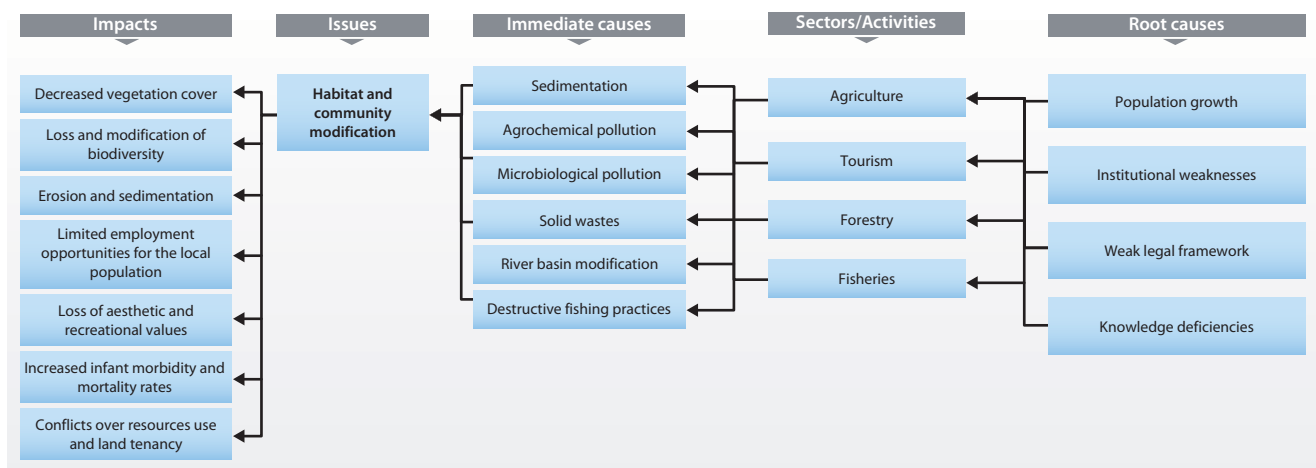 Impacts
Issues
Immediate causes
Sectors/Activities
Root causes
Decreased vegetation cover
Loss and modification of
biodiversity
Erosion and sedimentation
Limited employment
opportunities for the local
population
Loss of aesthetic and
recreational values
Increased infant morbidity and
mortality rates
Conflicts over resources use
and land tenancy
Habitat and
community
modification
Sedimentation
Agrochemical pollution
Microbiological pollution
Solid wastes
River basin modification
Destructive fishing practices
Agriculture
Tourism
Forestry
Fisheries
Population growth
Institutional weaknesses
Weak legal framework
Knowledge deficiencies